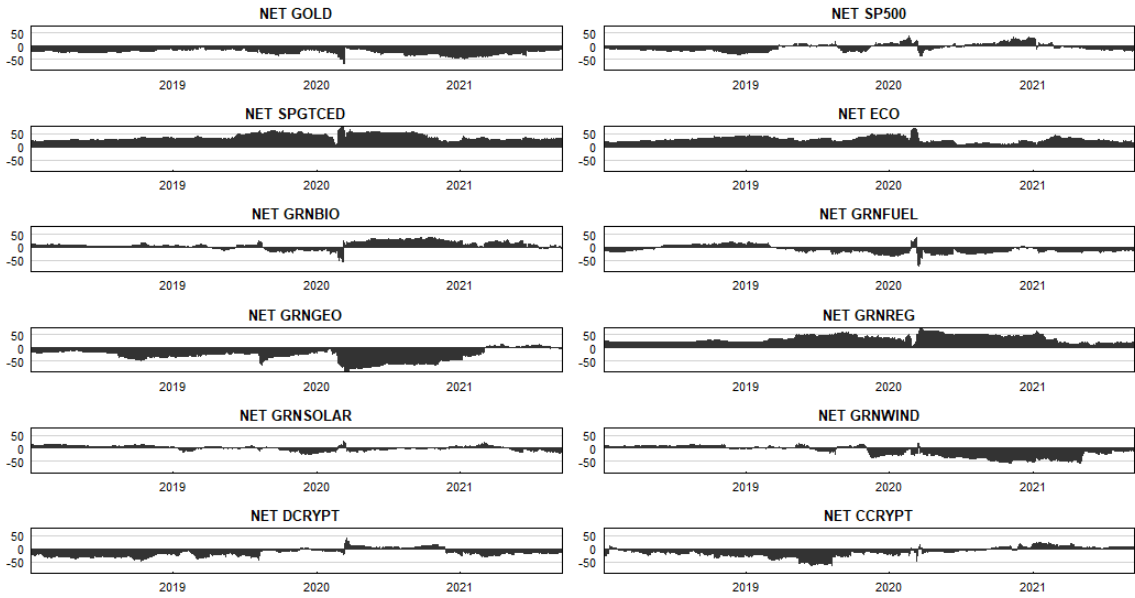 NET GOLD
50
0
-50
2019 2020 2021
NET SP500
50
0
-50
2019 2020 2021
NET SPGTCED
50
0
-50
2019 2020 2021
NET ECO
50
0
-50
2019 2020 2021
NET GRNBIO
50
0
-50
2019 2020 2021
NET GRNFUEL
50
0
-50
2019 2020 2021
NET GRNGEO
50
0
-50
2019 2020 2021
NET GRNREG
50
0
-50
2019 2020 2021
NET GRNSOLAR
50
0
-50
2019 2020 2021
NET GRNWIND
50
0
-50
2019 2020 2021
NET DCRYPT
50
0
-50
2019 2020 2021
NET CCRYPT
50
0
-50
2019 2020 2021